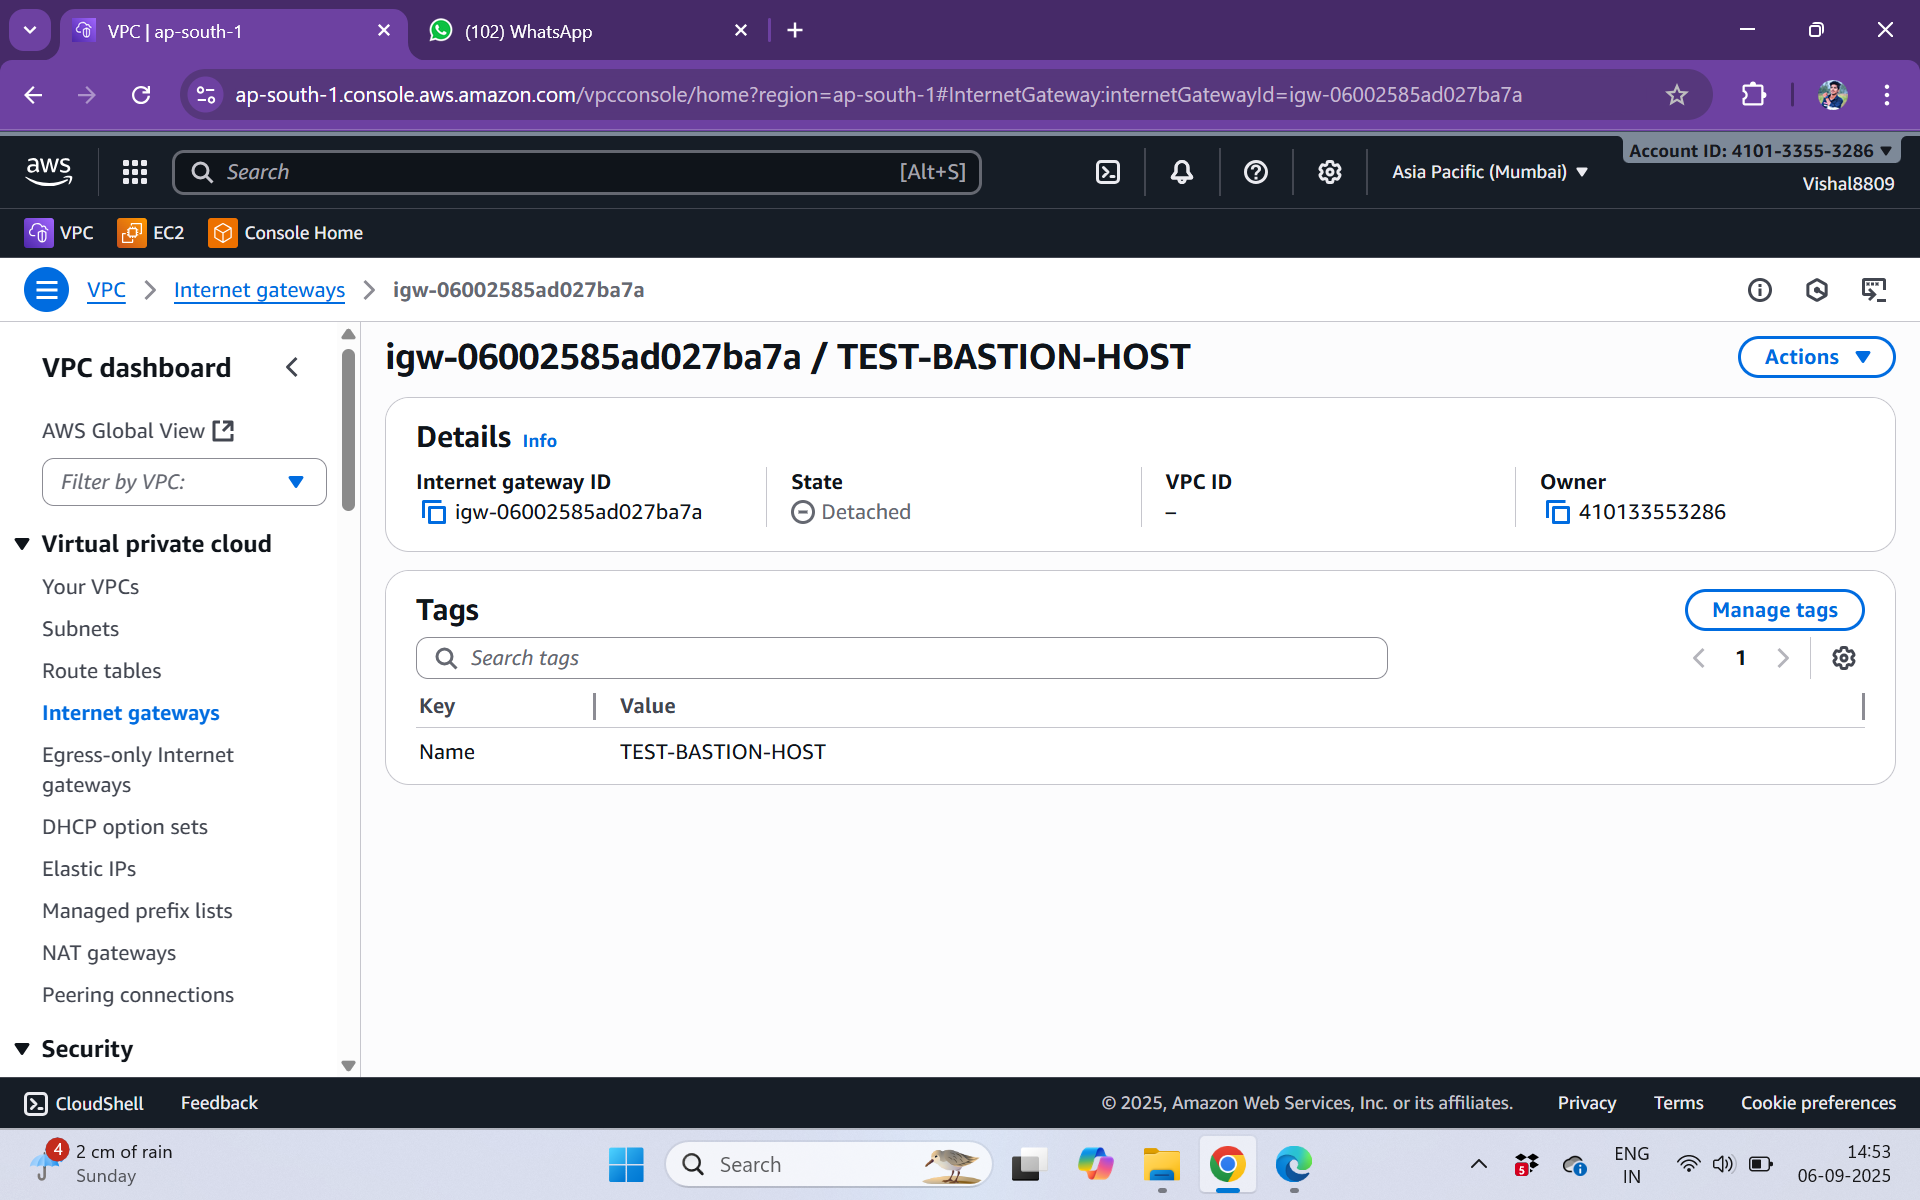 VPC | ap-south-1
(102) WhatsApp
ap-south-1.console.aws.amazon.com/vpcconsole/home?region=ap-south-1#InternetGateway:internetGatewayId=igw-06002585ad027ba7a
aws
Search
[Alt+S]
Asia Pacific (Mumbai)
Account ID: 4101-3355-3286
Vishal8809
VPC
EC2
Console Home
VPC
Internet gateways
igw-06002585ad027ba7a
VPC dashboard
AWS Global View
Filter by VPC:
Virtual private cloud
Your VPCs
Subnets
Route tables
Internet gateways
Egress-only Internet
gateways
DHCP option sets
Elastic IPs
Managed prefix lists
NAT gateways
Peering connections
Security
igw-06002585ad027ba7a / TEST-BASTION-HOST
Actions
Details Info
Internet gateway ID
igw-06002585ad027ba7a
State
Detached
VPC ID
–
Owner
410133553286
Tags
Manage tags
Search tags
1
Key Value
Name TEST-BASTION-HOST
CloudShell
Feedback
© 2025, Amazon Web Services, Inc. or its affiliates.
Privacy
Terms
Cookie preferences
4
2 cm of rain
Sunday
Search
5
ENG
IN
14:53
06-09-2025